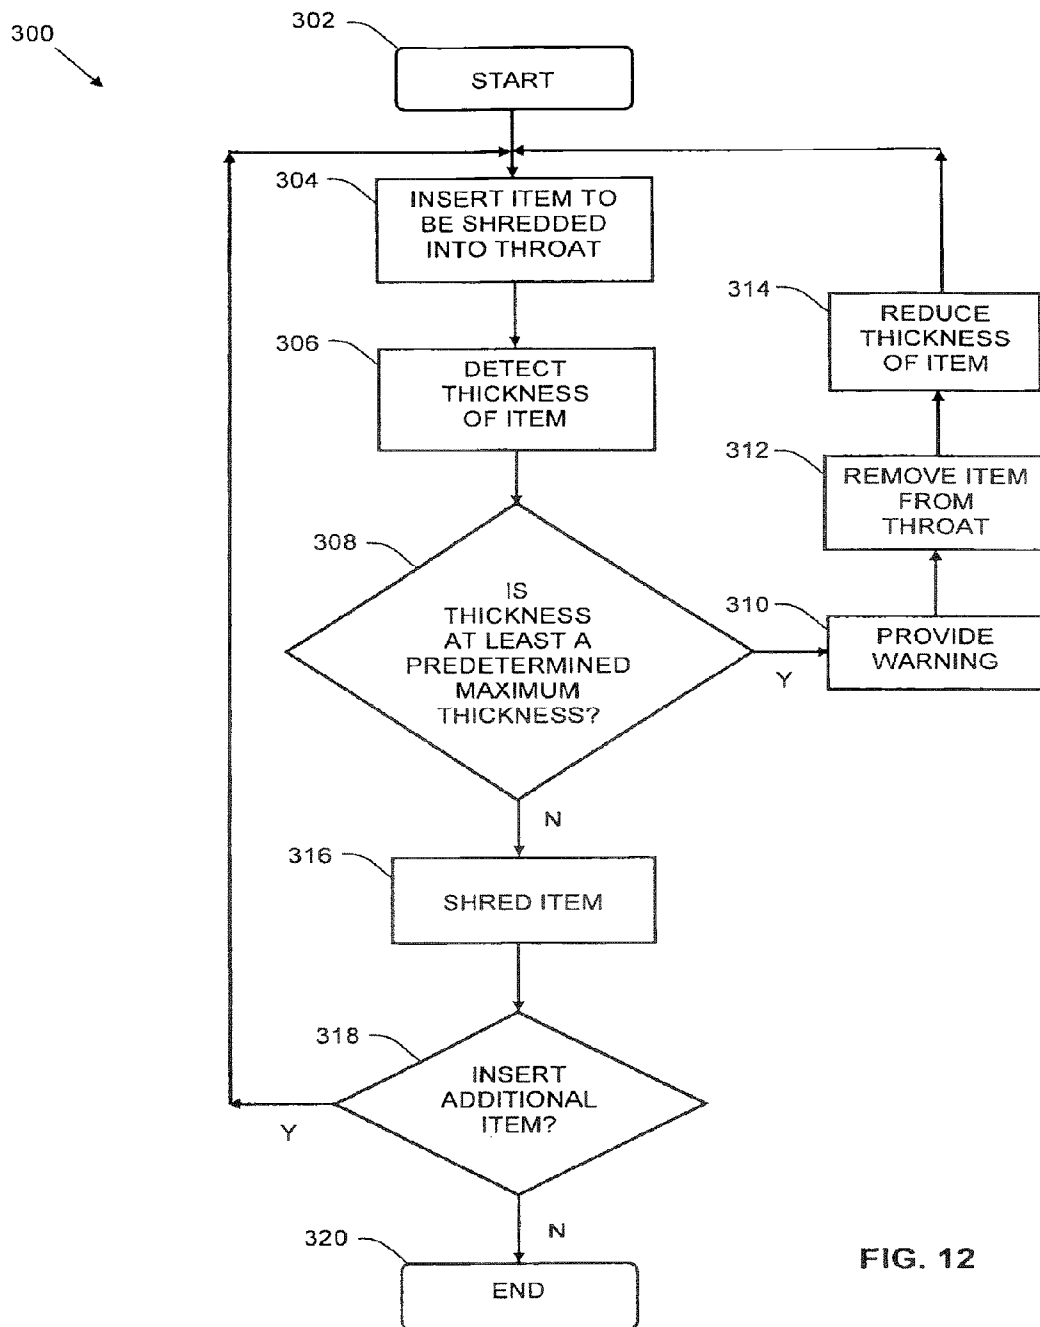 300
302
START
304
INSERT ITEM TO
BE SHREDDED
INTO THROAT
306
DETECT
THICKNESS
OF ITEM
308
IS
THICKNESS
AT LEAST A
PREDETERMINED
MAXIMUM
THICKNESS?
Y
310
PROVIDE
WARNING
312
REMOVE ITEM
FROM
THROAT
314
REDUCE
THICKNESS
OF ITEM
N
316
SHRED ITEM
318
INSERT
ADDITIONAL
ITEM?
Y
N
320
END
FIG. 12